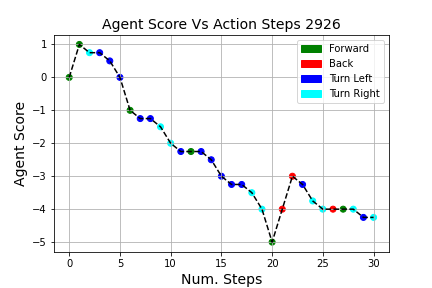 Agent Score Vs Action Steps 2926
Forward
Back
Turn Left
Turn Right
Agent Score
1
0
−1
−2
−3
−4
−5
0 5 10 15 20 25 30
Num. Steps